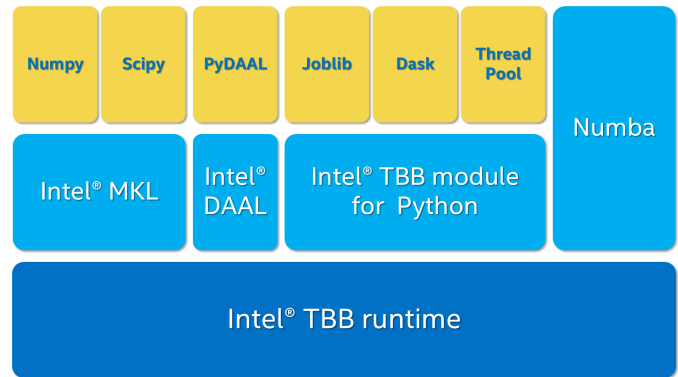 Numpy
Scipy
PyDAAL
Joblib
Dask
Thread
Pool
Numba
Intel® MKL
Intel®
DAAL
Intel® TBB module
for Python
Intel® TBB runtime